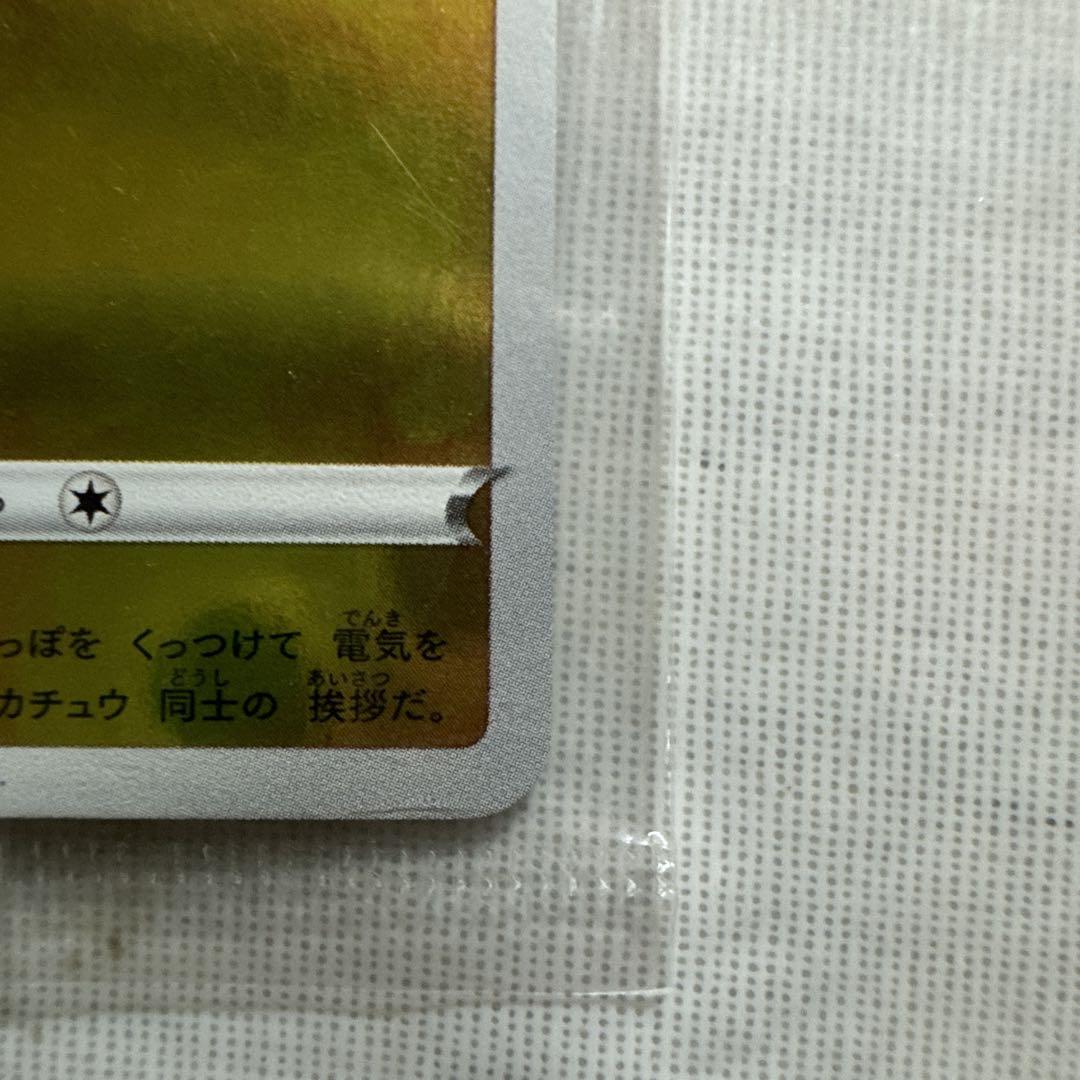 っぽを くっつけて 電気を
カチュウ 同士の 挨拶だ。
でんき
どうし
あいさつ